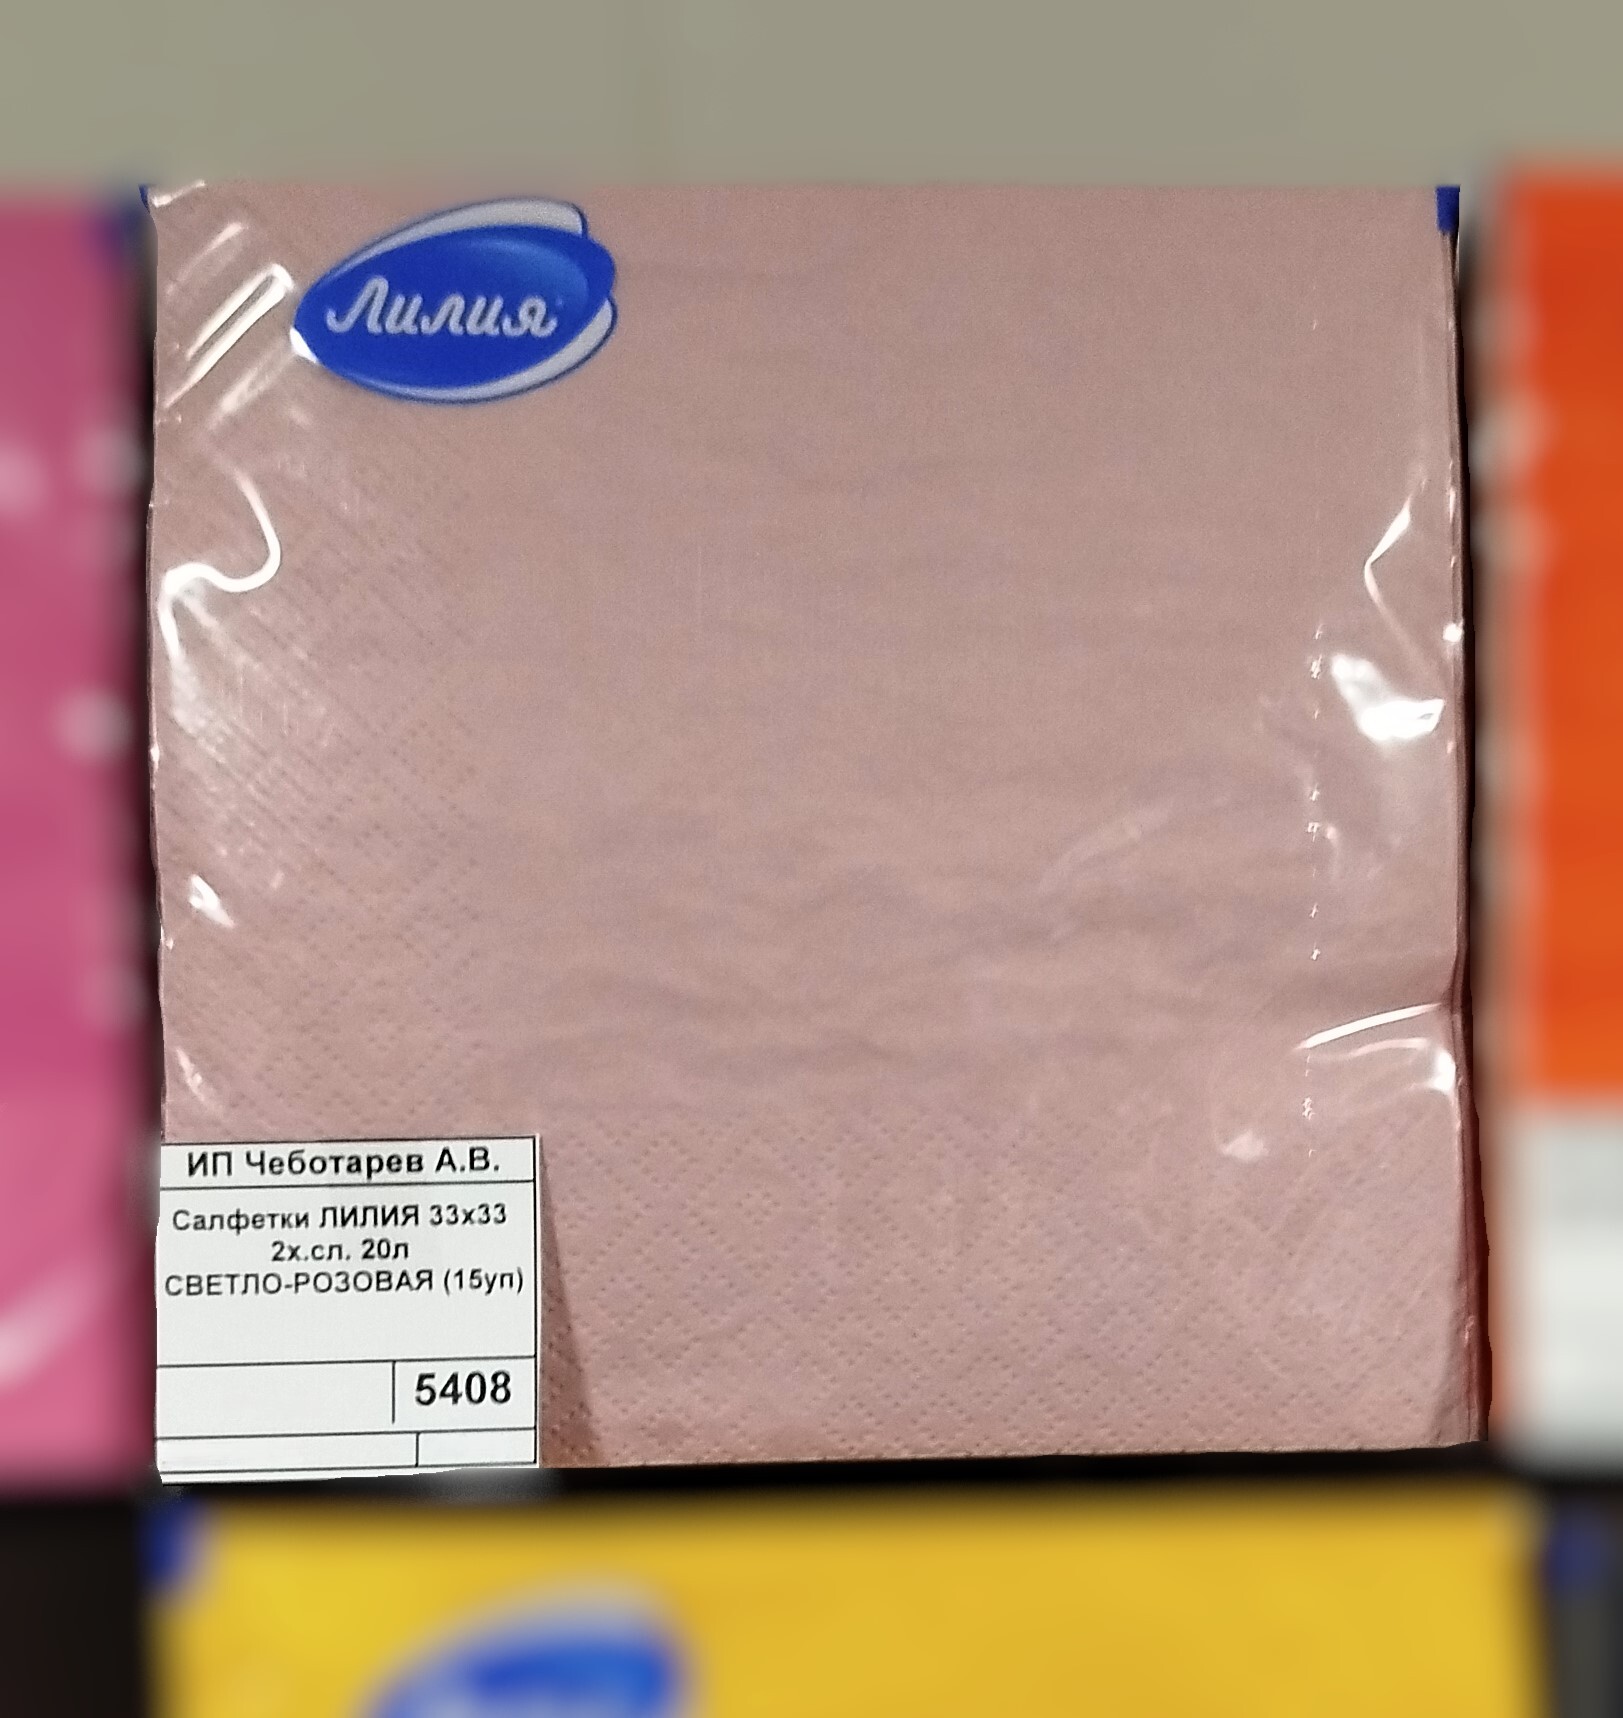 Лилия
ИП Чеботарев А.В.
Салфетки ЛИЛИЯ 33х33
2х.сл. 20л
СВЕТЛО-РОЗОВАЯ (15уп)
5408